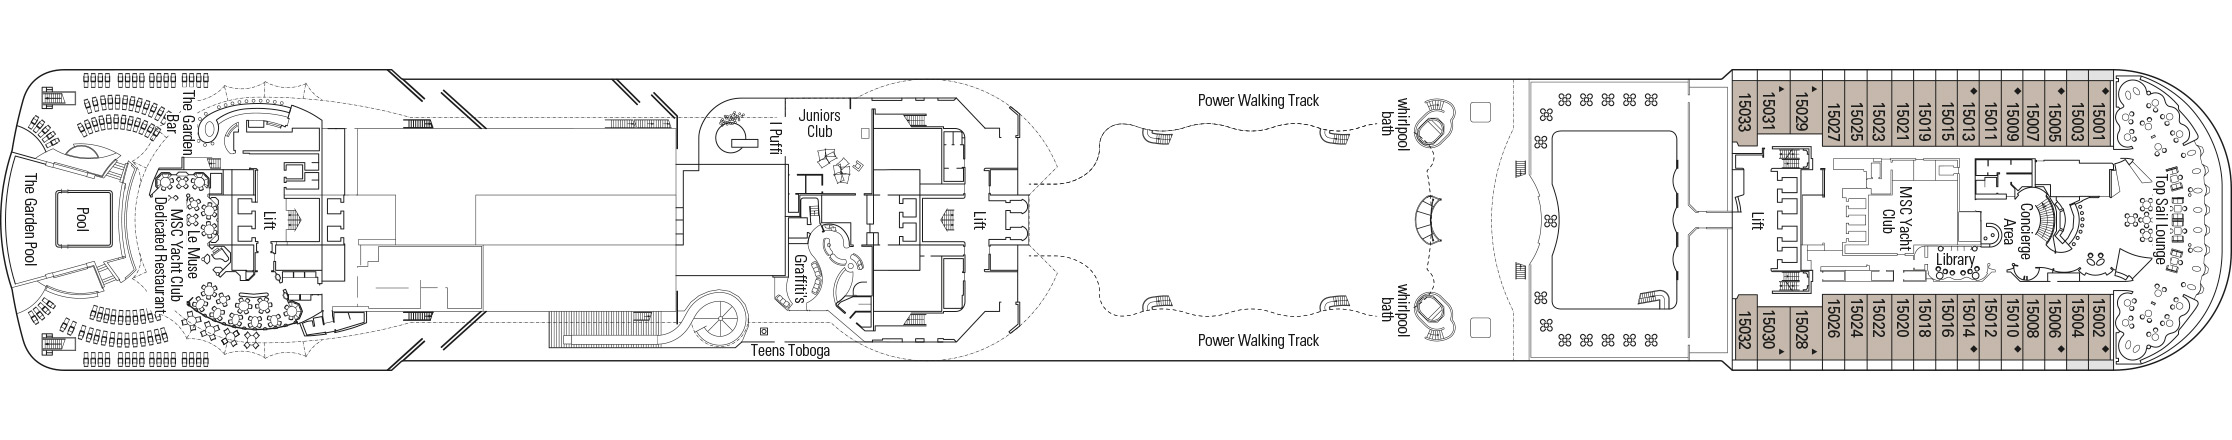 The Garden
Bar
The Garden Pool
Pool
Le Muse
MSC Yacht Club
Dedicated Restaurant
Lift
I Puffi
Juniors
Club
Graffiti's
Teens Toboga
Lift
Power Walking Track
Power Walking Track
whirlpool
bath
whirlpool
bath
Lift
MSC Yacht
Club
Concierge
Area
Library
Top Sail Lounge
15033
15031
15029
15027
15025
15023
15021
15019
15015
15013
15011
15009
15007
15005
15003
15001
15032
15030
15028
15026
15024
15022
15020
15018
15016
15014
15012
15010
15008
15006
15004
15002